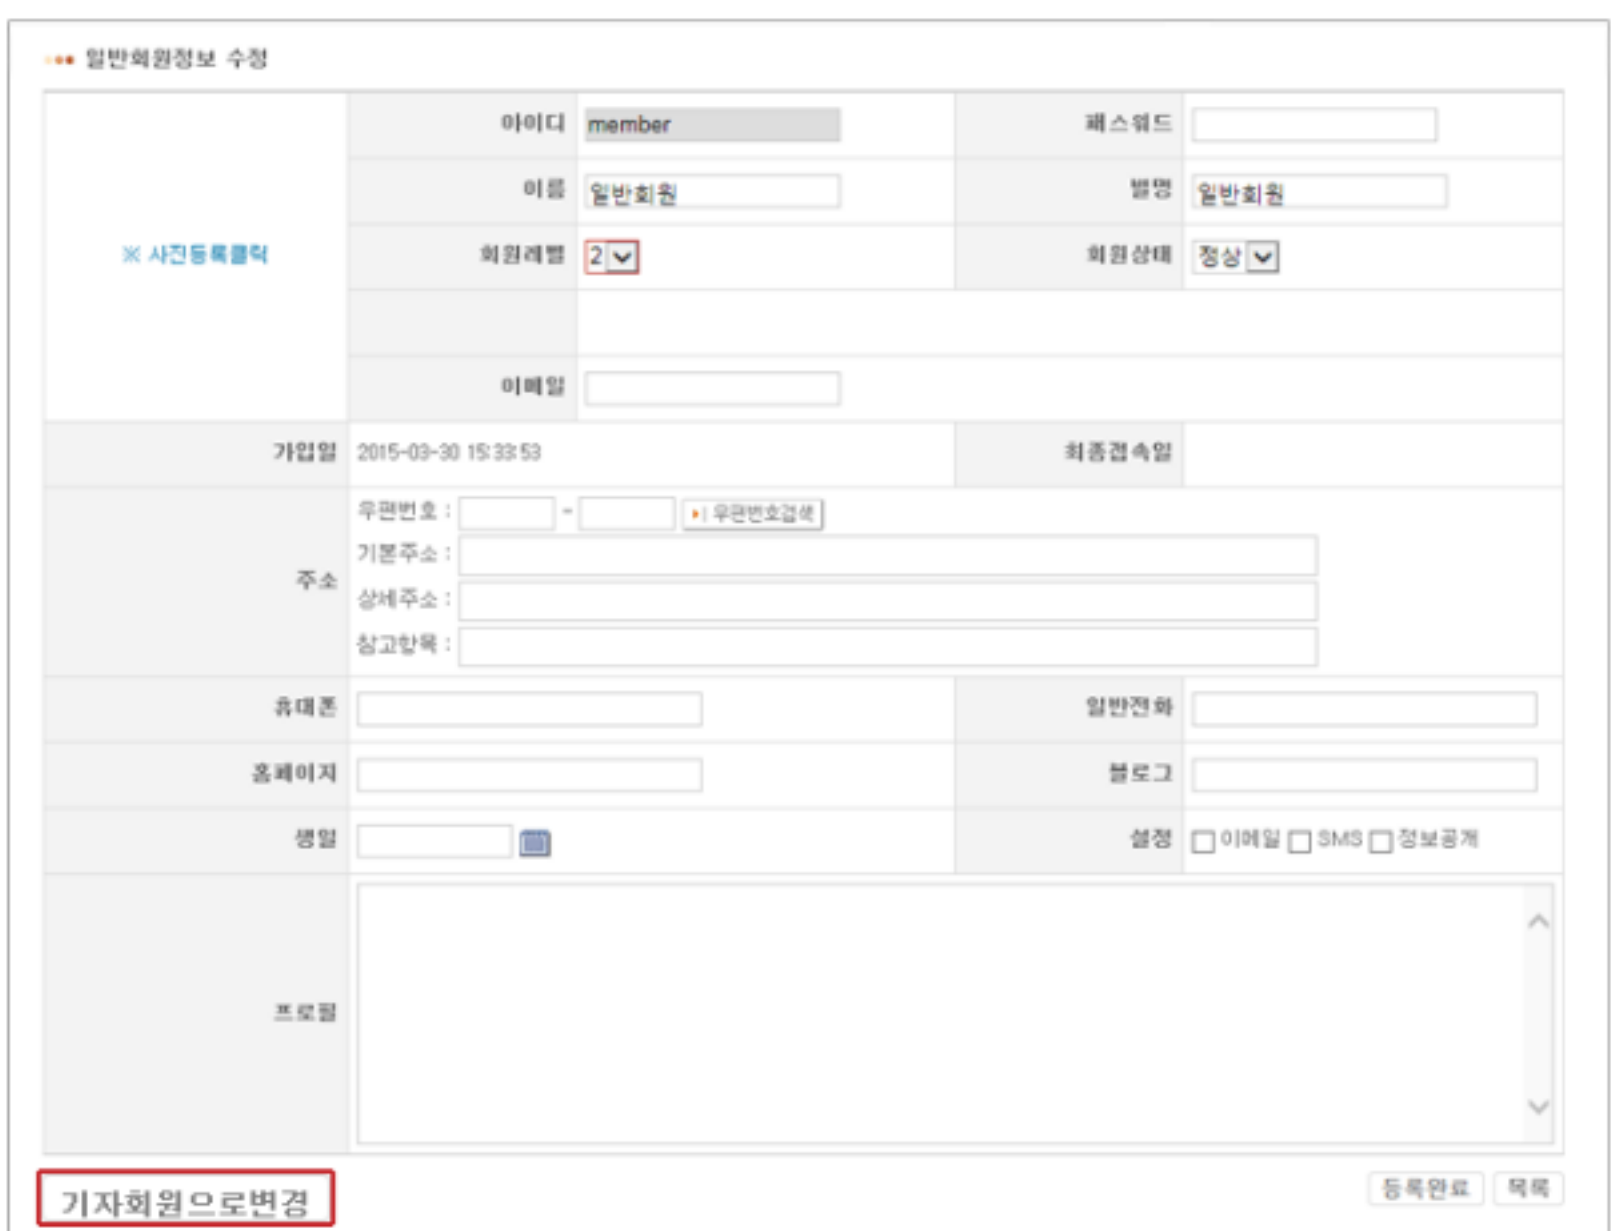 일반회원정보 수정
아이디 member 패스워드
이름 일반회원 별명 일반회원
※ 사진등록클릭 회원레벨 2 회원상태 정상
이메일
가입일 2015-03-30 15:33:53 최종접속일
우편번호 : - 우편번호검색
기본주소 :
주소
상세주소 :
참고항목 :
휴대폰 일반전화
홈페이지 블로그
생일 설정 이메일 SMS 정보공개
프로필
기자회원으로변경 등록완료 목록